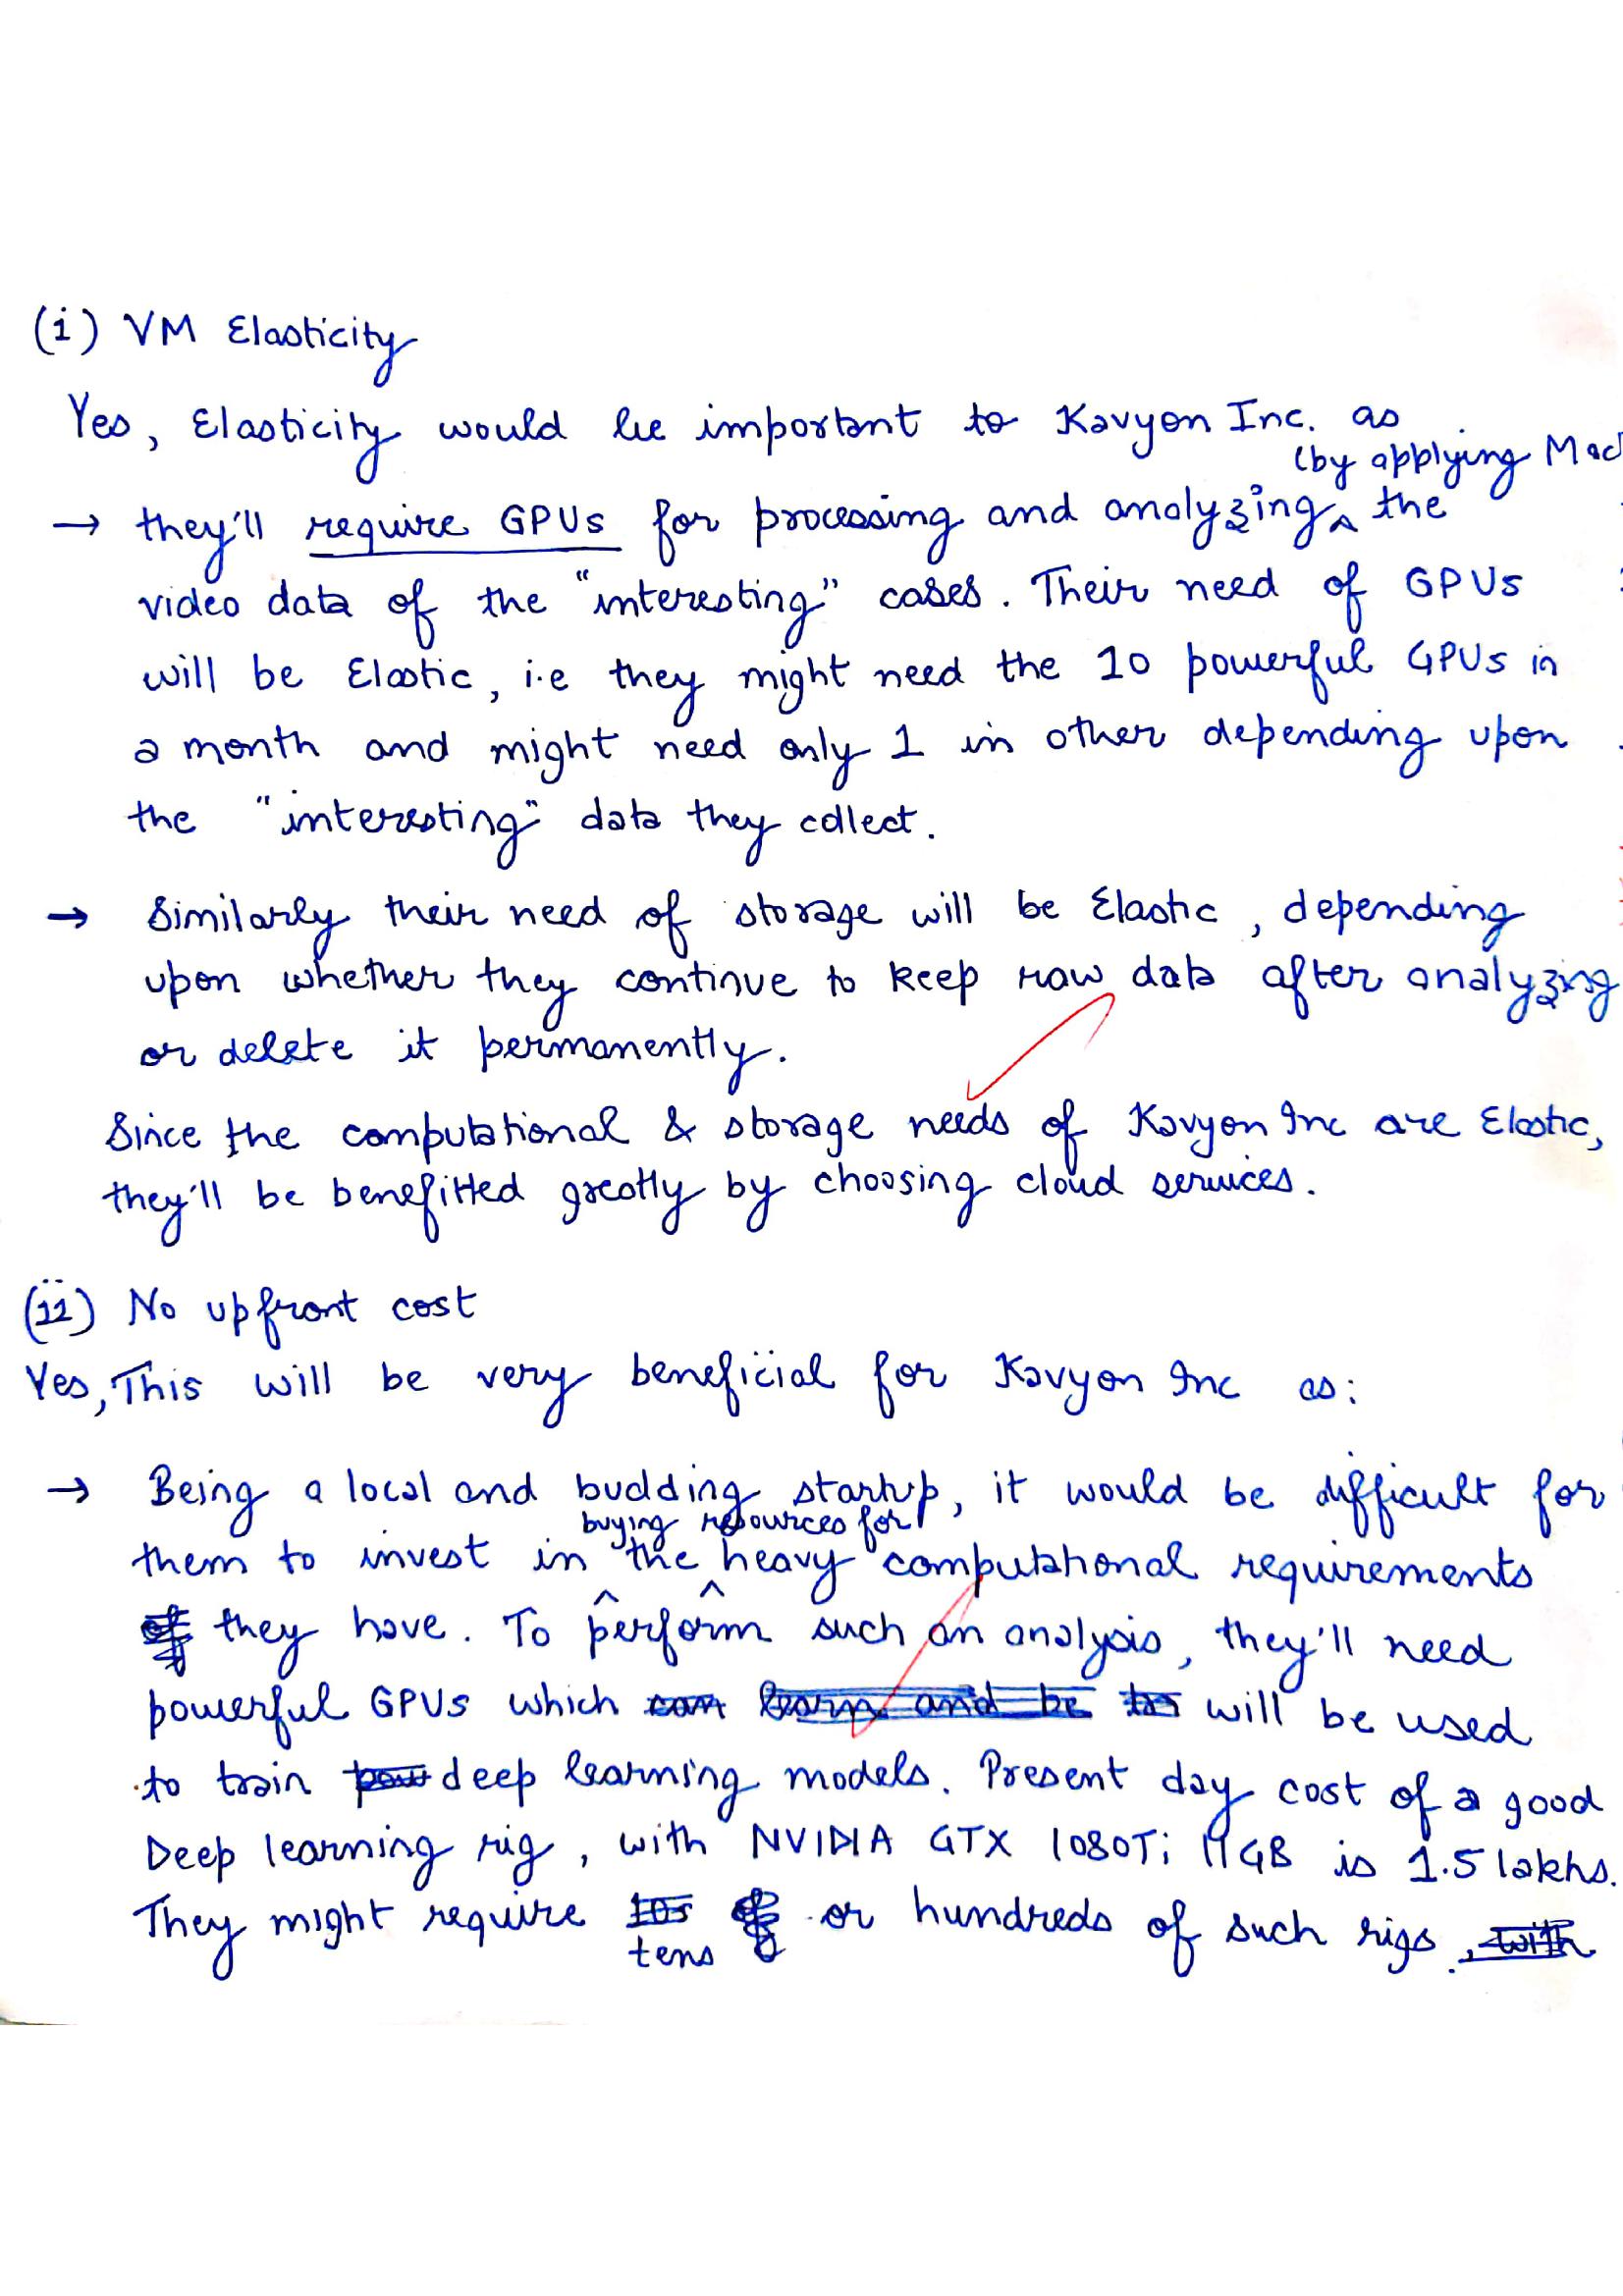 (i) VM Elasticity
Yes, Elasticity would be important to Kavyon Inc. as
(by applying Mac
→ they'll require GPUs for processing and analyzing ^ the
video data of the "interesting" cases. Their need of GPUs
will be Elastic, i.e they might need the 10 powerful GPUs in
a month and might need only 1 in other depending upon
the "interesting" data they collect.
→ Similarly their need of storage will be Elastic, depending
upon whether they continue to keep raw data after analyzing
or delete it permanently.
Since the computational & storage needs of Kavyon Inc are Elastic,
they'll be benefitted greatly by choosing cloud services.
(ii) No upfront cost
Yes, This will be very beneficial for Kavyon Inc as:
→ Being a local and budding startup, it would be difficult for
buying resources for
them to invest in ^ the ^ heavy computational requirements
of they have. To perform such an analysis, they'll need
powerful GPUs which can learn and be will be used
to train deep learning models. Present day cost of a good
Deep learning rig, with NVIDIA GTX 1080Ti 11GB is 1.5 lakhs.
They might require 10s of or hundreds of such rigs. with
tens